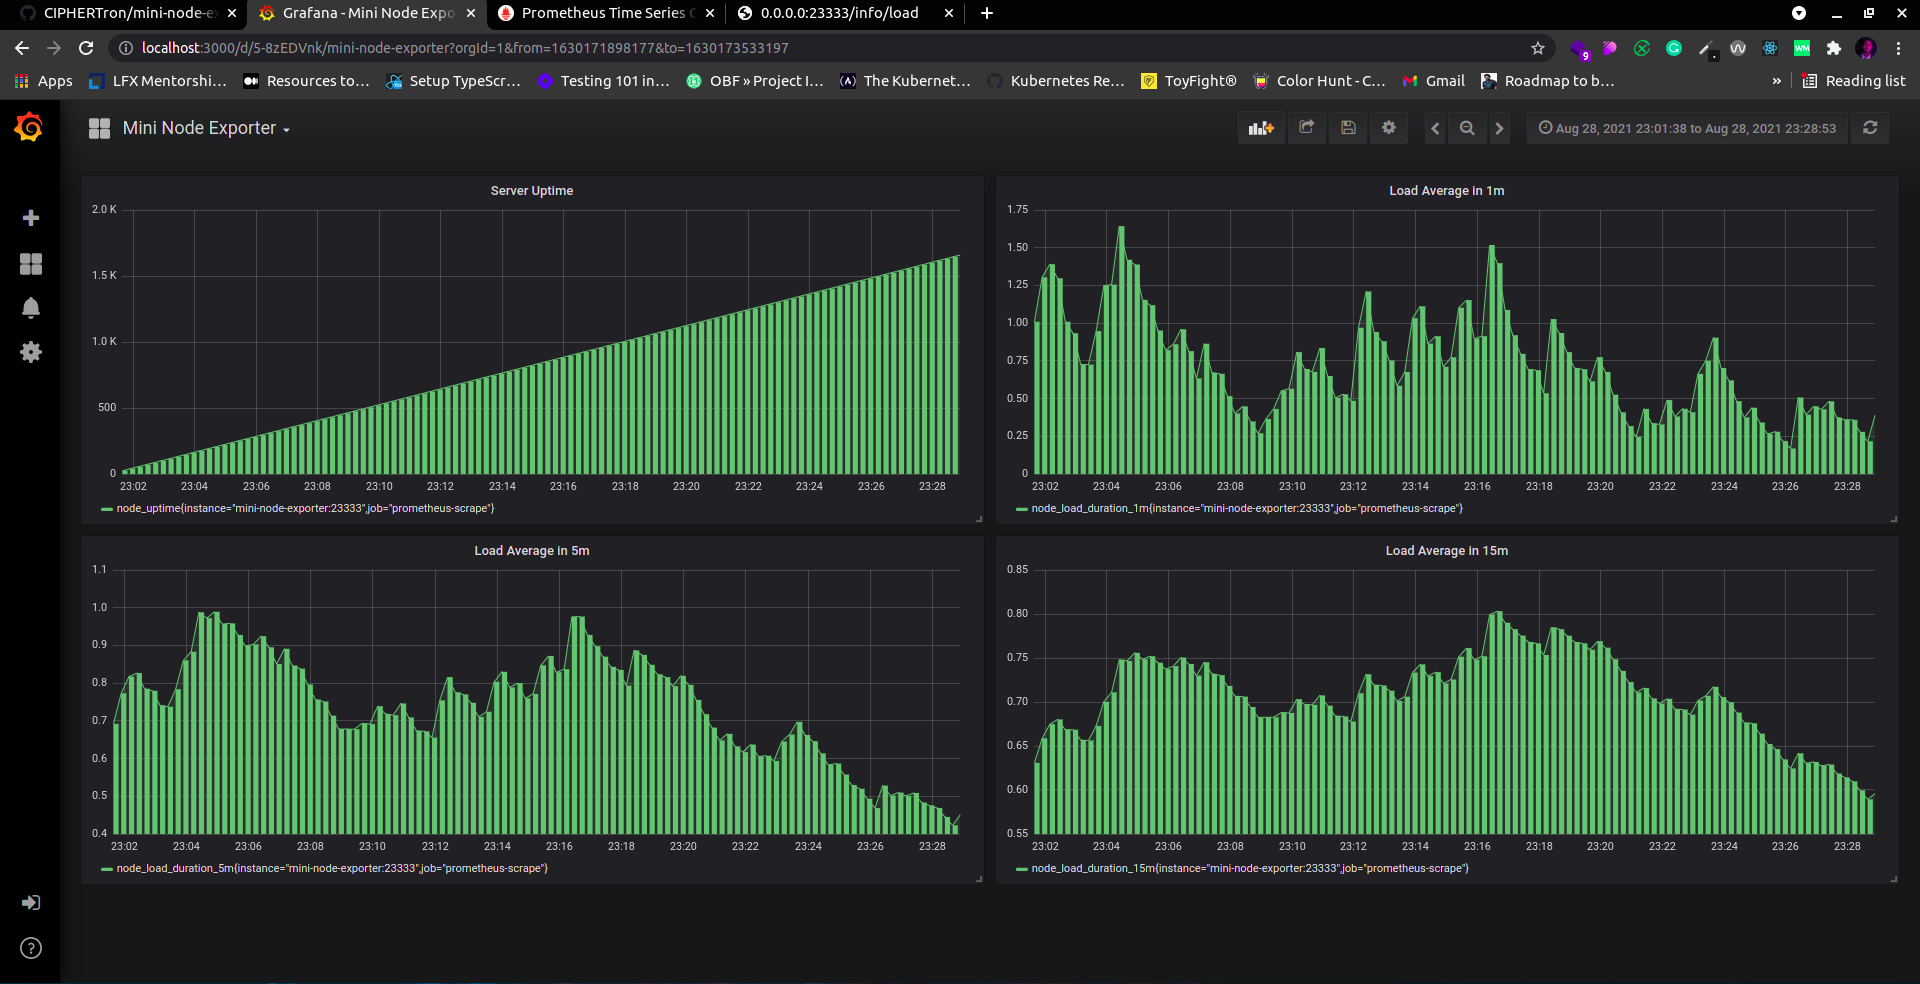 CIPHERTron/mini-node-e
Grafana - Mini Node Expo
Prometheus Time Series C
0.0.0.0:23333/info/load
localhost:3000/d/5-8zEDVnk/mini-node-exporter?orgId=1&from=1630171898177&to=1630173533197
9
WM
Apps
LFX Mentorshi...
Resources to...
Setup TypeScr...
Testing 101 in...
OBF » Project I...
The Kubernet...
Kubernetes Re...
ToyFight®
Color Hunt - C...
Gmail
Roadmap to b...
»
Reading list
Mini Node Exporter
Aug 28, 2021 23:01:38 to Aug 28, 2021 23:28:53
Server Uptime
2.0 K
1.5 K
1.0 K
500
0
23:02 23:04 23:06 23:08 23:10 23:12 23:14 23:16 23:18 23:20 23:22 23:24 23:26 23:28
node_uptime{instance="mini-node-exporter:23333",job="prometheus-scrape"}
Load Average in 1m
1.75
1.50
1.25
1.00
0.75
0.50
0.25
0
23:02 23:04 23:06 23:08 23:10 23:12 23:14 23:16 23:18 23:20 23:22 23:24 23:26 23:28
node_load_duration_1m{instance="mini-node-exporter:23333",job="prometheus-scrape"}
Load Average in 5m
1.1
1.0
0.9
0.8
0.7
0.6
0.5
0.4
23:02 23:04 23:06 23:08 23:10 23:12 23:14 23:16 23:18 23:20 23:22 23:24 23:26 23:28
node_load_duration_5m{instance="mini-node-exporter:23333",job="prometheus-scrape"}
Load Average in 15m
0.85
0.80
0.75
0.70
0.65
0.60
0.55
23:02 23:04 23:06 23:08 23:10 23:12 23:14 23:16 23:18 23:20 23:22 23:24 23:26 23:28
node_load_duration_15m{instance="mini-node-exporter:23333",job="prometheus-scrape"}